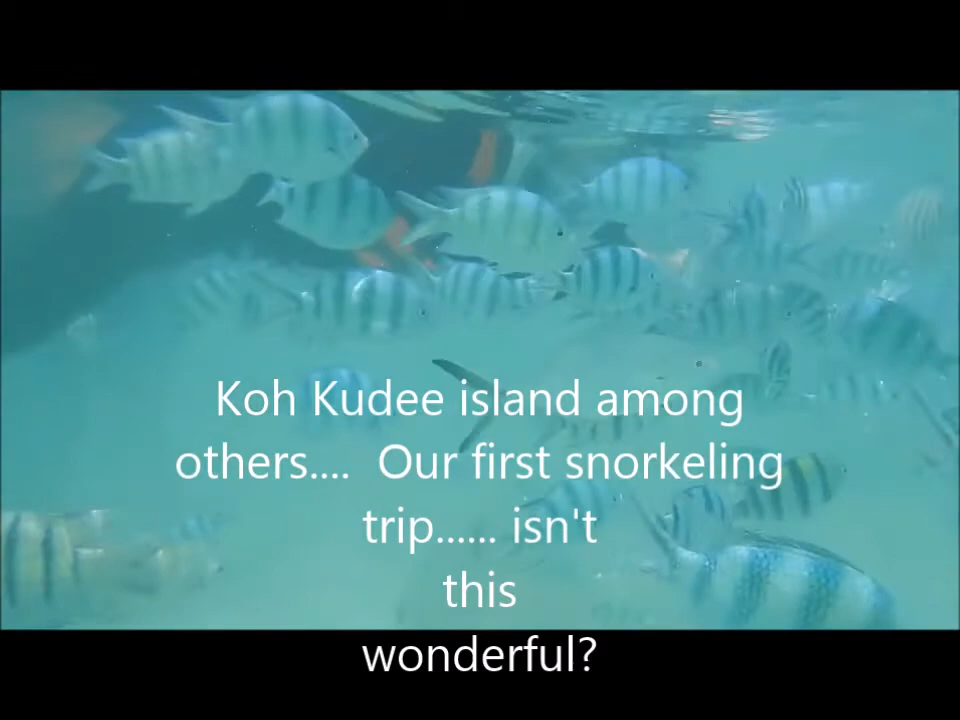 Koh Kudee island among
others....  Our first snorkeling
trip...... isn't
this
wonderful?